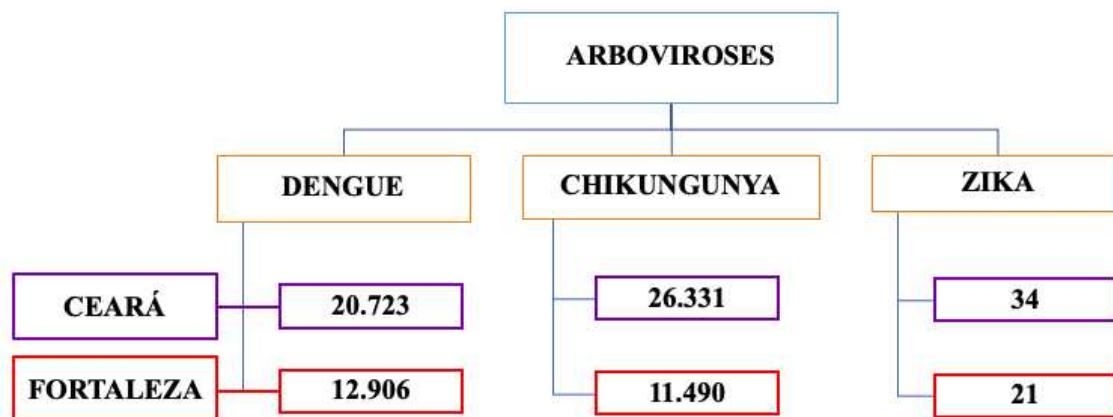 ARBOVIROSES
DENGUE
CHIKUNGUNYA
ZIKA
CEARÁ
20.723
26.331
34
FORTALEZA
12.906
11.490
21